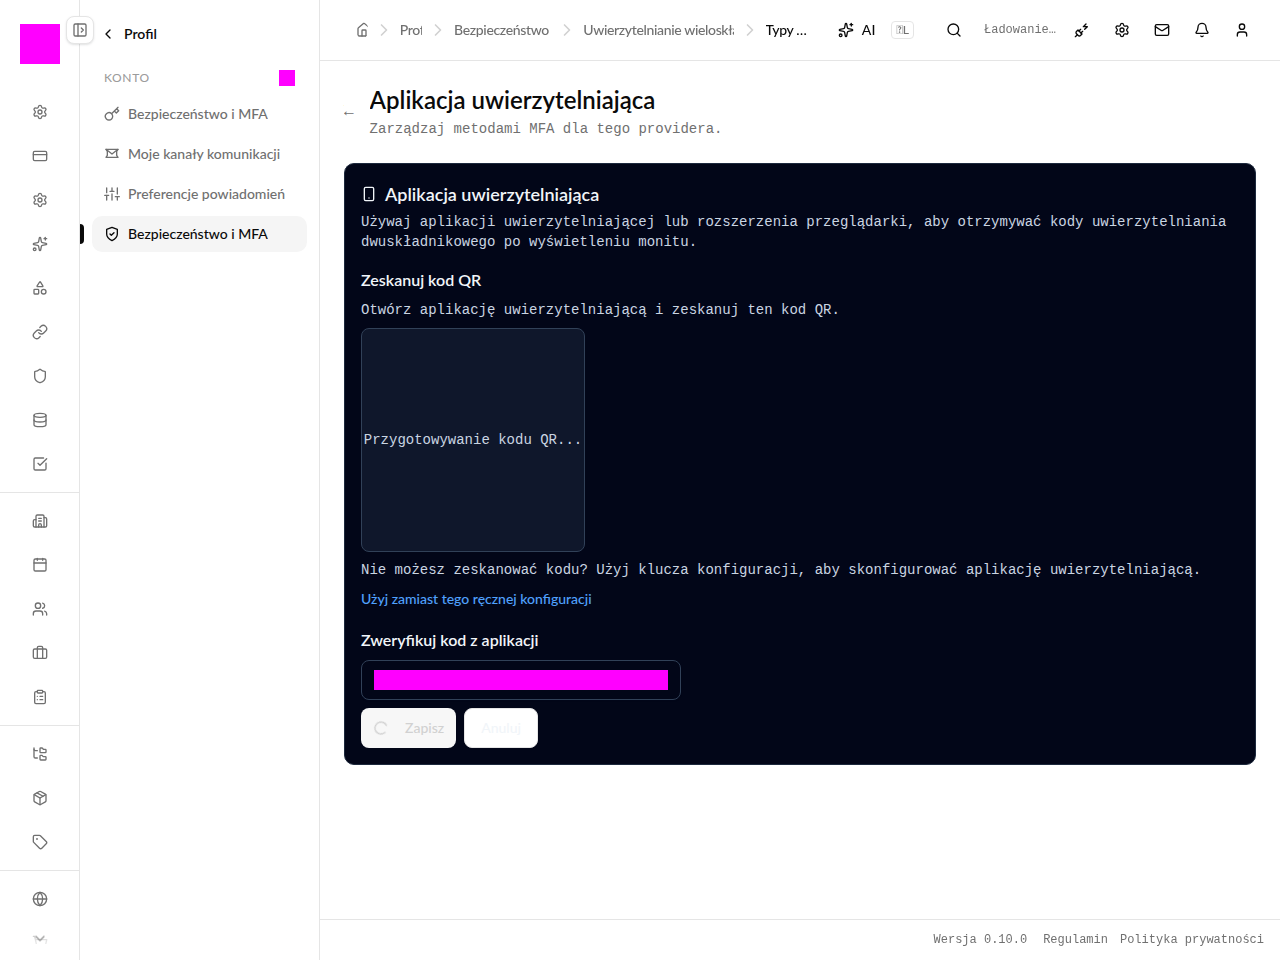 Profil
Prof
Bezpieczeństwo
Uwierzytelnianie wieloskł
Typy ...
AI
Ładowanie…
KONTO
Bezpieczeństwo i MFA
Moje kanały komunikacji
Preferencje powiadomień
Bezpieczeństwo i MFA
←
Aplikacja uwierzytelniająca
Zarządzaj metodami MFA dla tego providera.
Aplikacja uwierzytelniająca
Używaj aplikacji uwierzytelniającej lub rozszerzenia przeglądarki, aby otrzymywać kody uwierzytelniania
dwuskładnikowego po wyświetleniu monitu.
Zeskanuj kod QR
Otwórz aplikację uwierzytelniającą i zeskanuj ten kod QR.
Przygotowywanie kodu QR...
Nie możesz zeskanować kodu? Użyj klucza konfiguracji, aby skonfigurować aplikację uwierzytelniającą.
Użyj zamiast tego ręcznej konfiguracji
Zweryfikuj kod z aplikacji
Zapisz
Anuluj
Wersja 0.10.0
Regulamin
Polityka prywatności